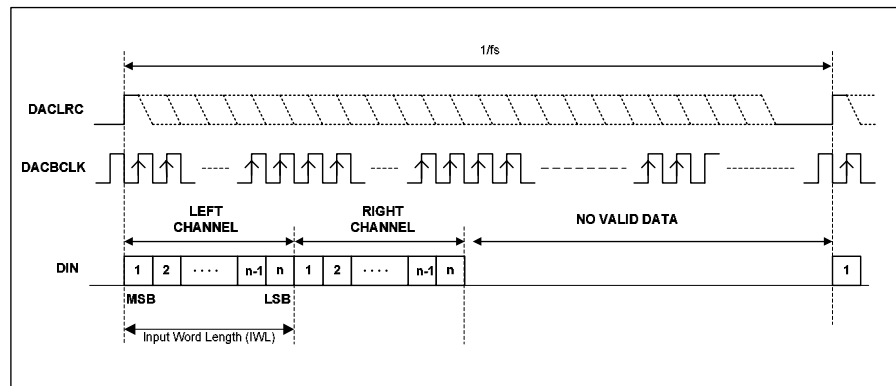 1/fs
DACLRC
DACBCLK
LEFT
CHANNEL
RIGHT
CHANNEL
NO VALID DATA
DIN
1 2 .... n-1 n 1 2 .... n-1 n 1
MSB LSB
Input Word Length (IWL)